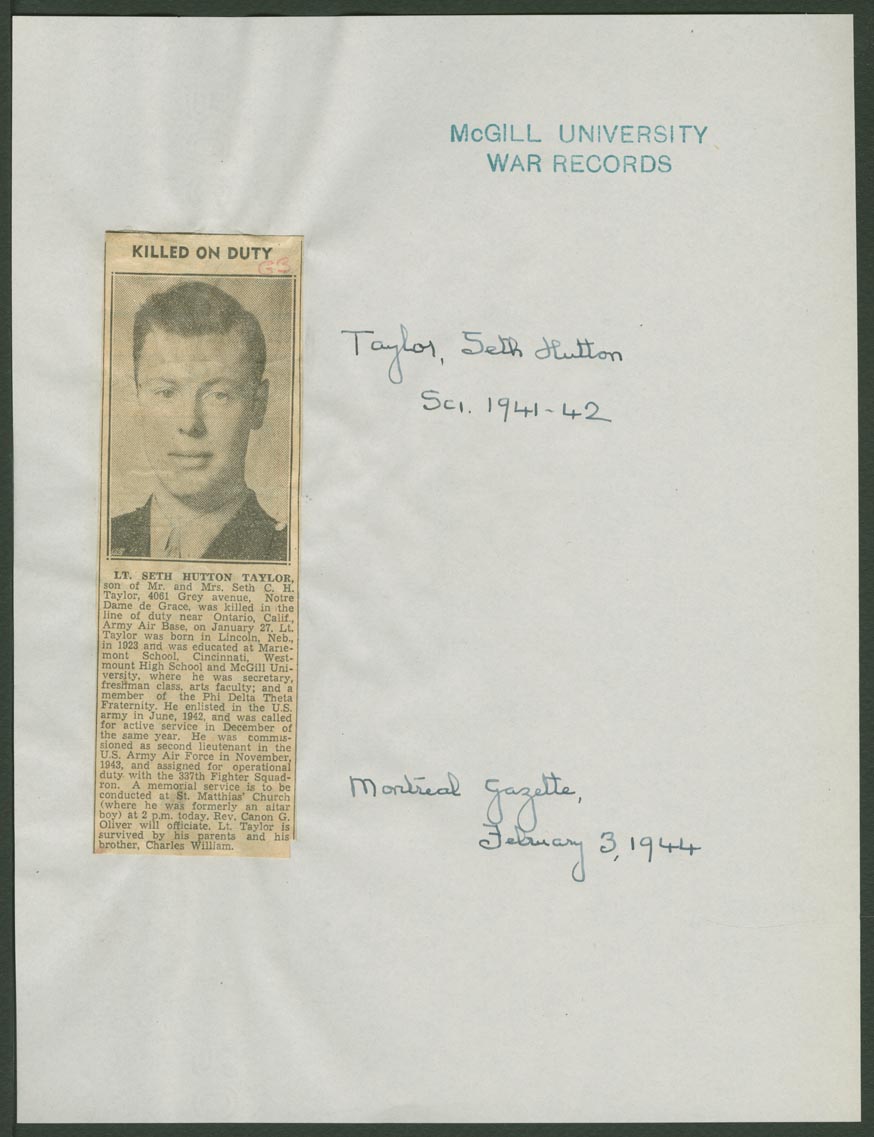 McGILL UNIVERSITY
WAR RECORDS
KILLED ON DUTY
GB
Taylor, Seth Hutton
Sci. 1941-42
LT. SETH HUTTON TAYLOR,
son of Mr. and Mrs. Seth C. H.
Taylor, 4061 Grey avenue, Notre
Dame de Grace, was killed in the
line of duty near Ontario, Calif.,
Army Air Base, on January 27. Lt.
Taylor was born in Lincoln, Neb.,
in 1923 and was educated at Marie-
mont School, Cincinnati, West-
mount High School and McGill Uni-
versity, where he was secretary,
freshman class, arts faculty; and a
member of the Phi Delta Theta
Fraternity. He enlisted in the U.S.
army in June, 1942, and was called
for active service in December of
the same year. He was commis-
sioned as second lieutenant in the
U.S. Army Air Force in November,
1943, and assigned for operational
duty with the 337th Fighter Squad-
ron. A memorial service is to be
conducted at St. Matthias' Church
(where he was formerly an altar
boy) at 2 p.m. today. Rev. Canon G.
Oliver will officiate. Lt. Taylor is
survived by his parents and his
brother, Charles William.
Montreal Gazette,
February 3, 1944